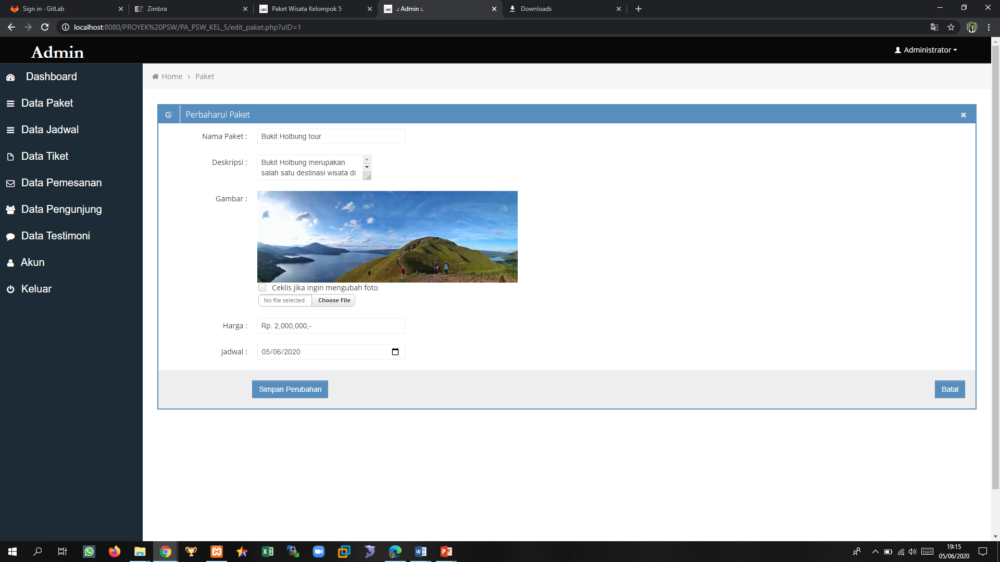 Sign in · GitLab
Zimbra
Paket Wisata Kelompok 5
.: Admin :.
Downloads
localhost:8080/PROYEK%20PSW/PA_PSW_KEL_5/edit_paket.php?uID=1
Admin
Administrator
Dashboard
Data Paket
Data Jadwal
Data Tiket
Data Pemesanan
Data Pengunjung
Data Testimoni
Akun
Keluar
Home > Paket
Perbaharui Paket
Nama Paket : Bukit Holbung tour
Deskripsi : Bukit Holbung merupakan
salah satu destinasi wisata di
Gambar :
Ceklis jika ingin mengubah foto
No file selected Choose File
Harga : Rp. 2,000,000,-
Jadwal : 05/06/2020
Simpan Perubahan
Batal
19:15
05/06/2020